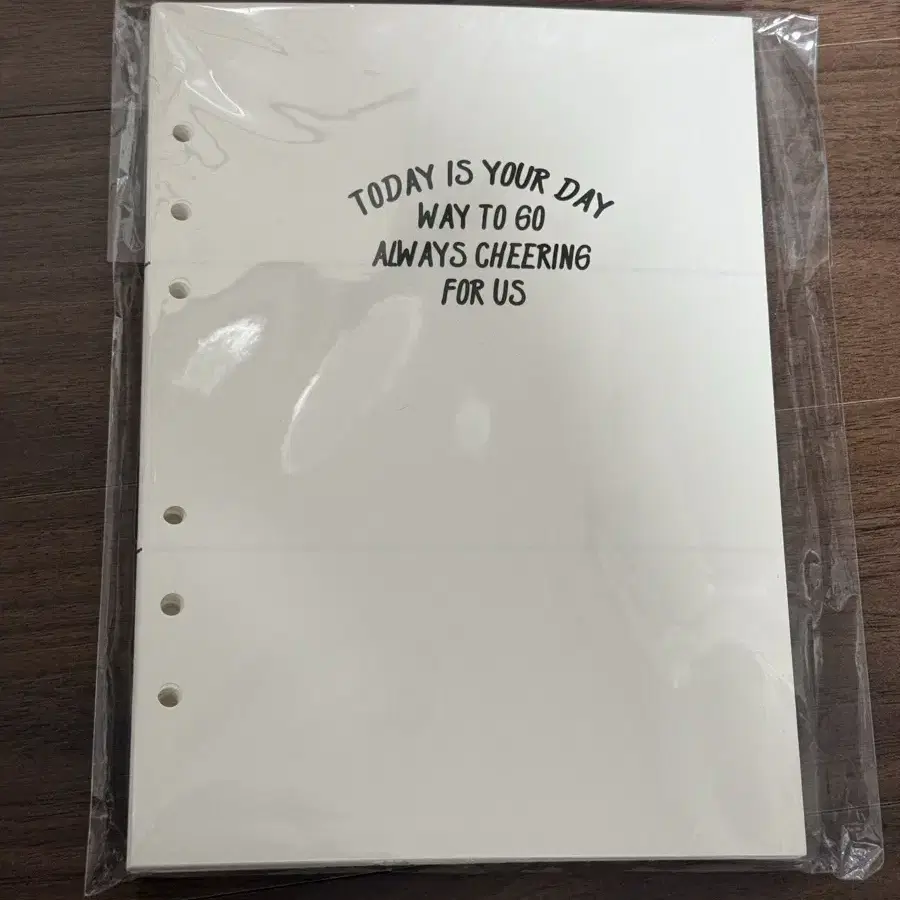 TODAY IS YOUR DAY
WAY TO GO
ALWAYS CHEERING
FOR US